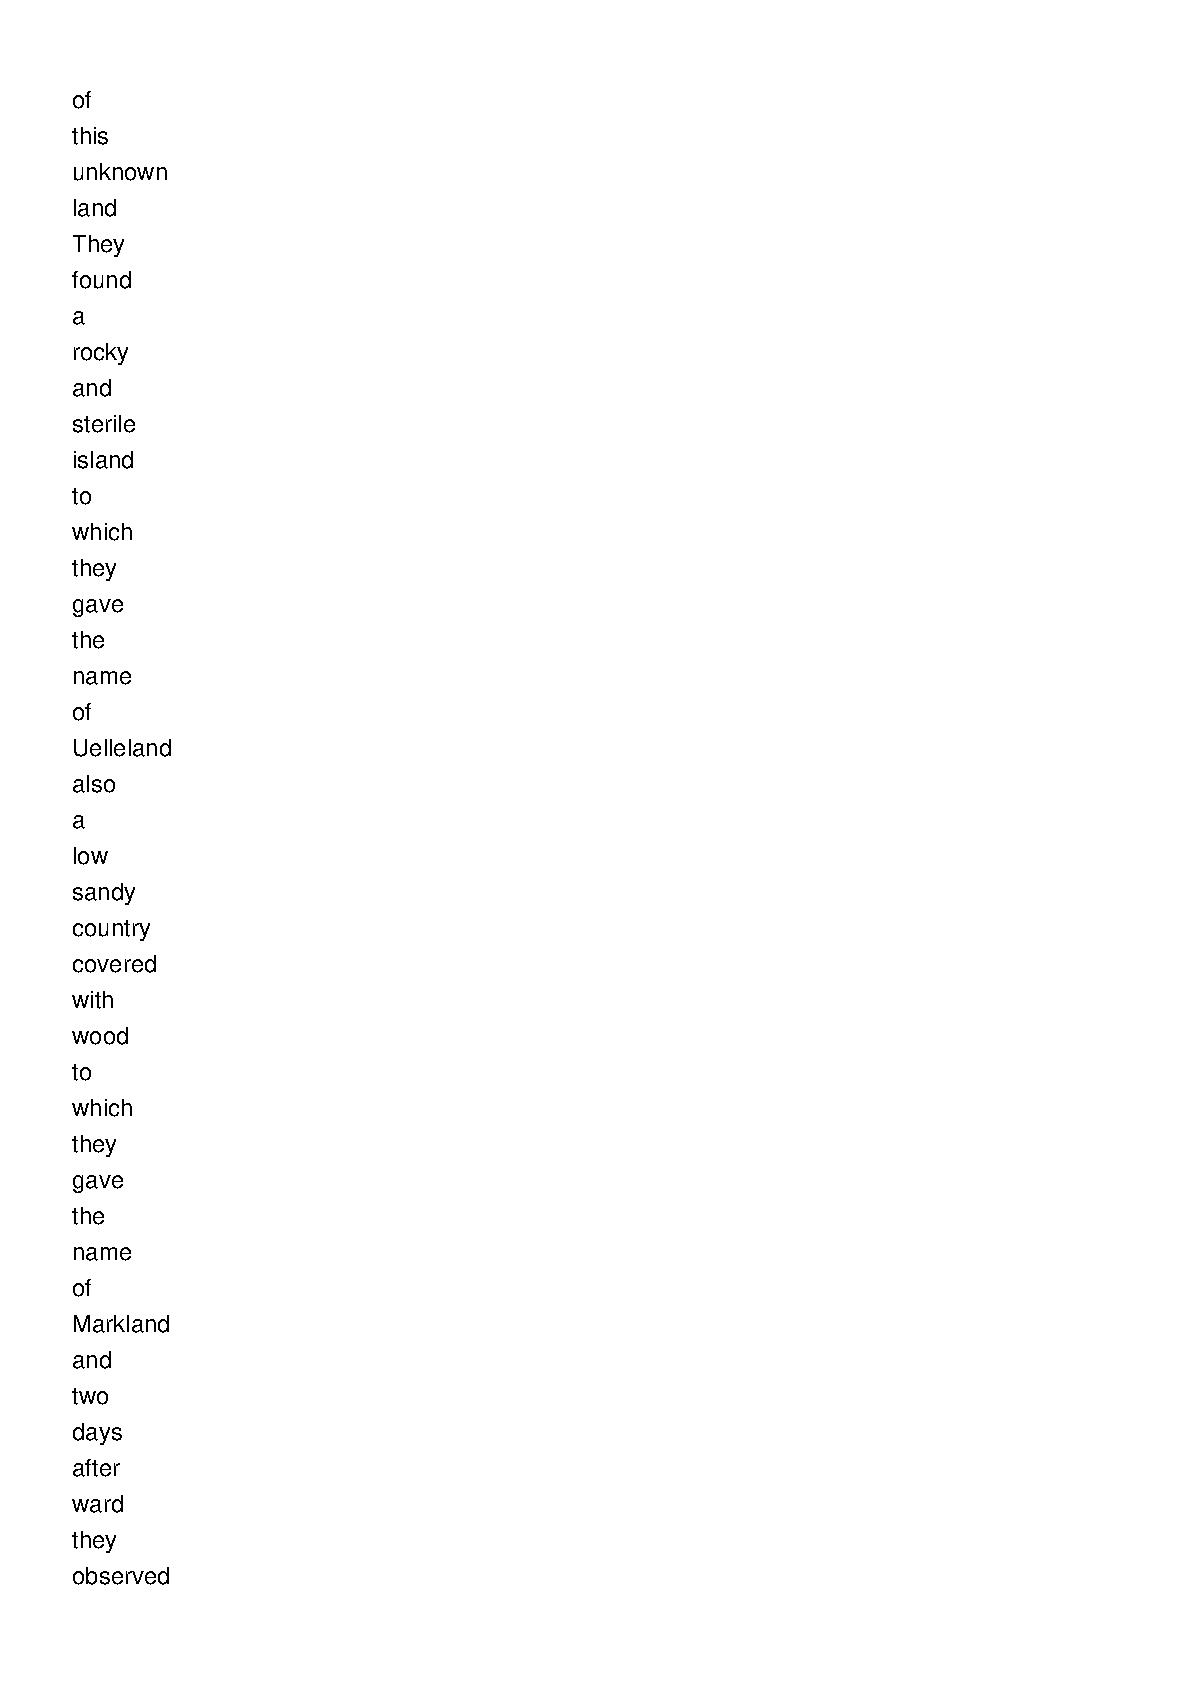 of
this
unknown
land
They
found
a
rocky
and
sterile
island
to
which
they
gave
the
name
of
Uelleland
also
a
low
sandy
country
covered
with
wood
to
which
they
gave
the
name
of
Markland
and
two
days
after
ward
they
observed